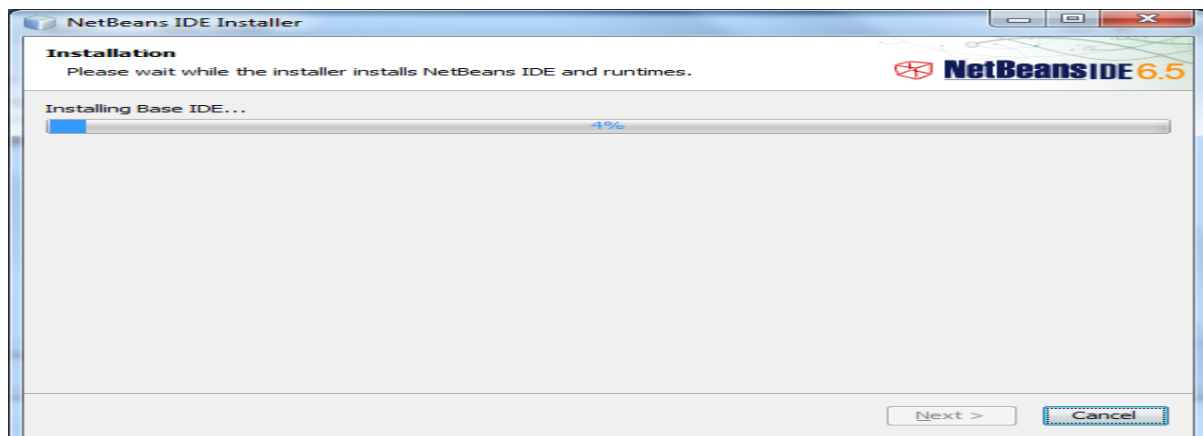 NetBeans IDE Installer
Installation
Please wait while the installer installs NetBeans IDE and runtimes.
NetBeans IDE 6.5
Installing Base IDE...
4%
Next >
Cancel